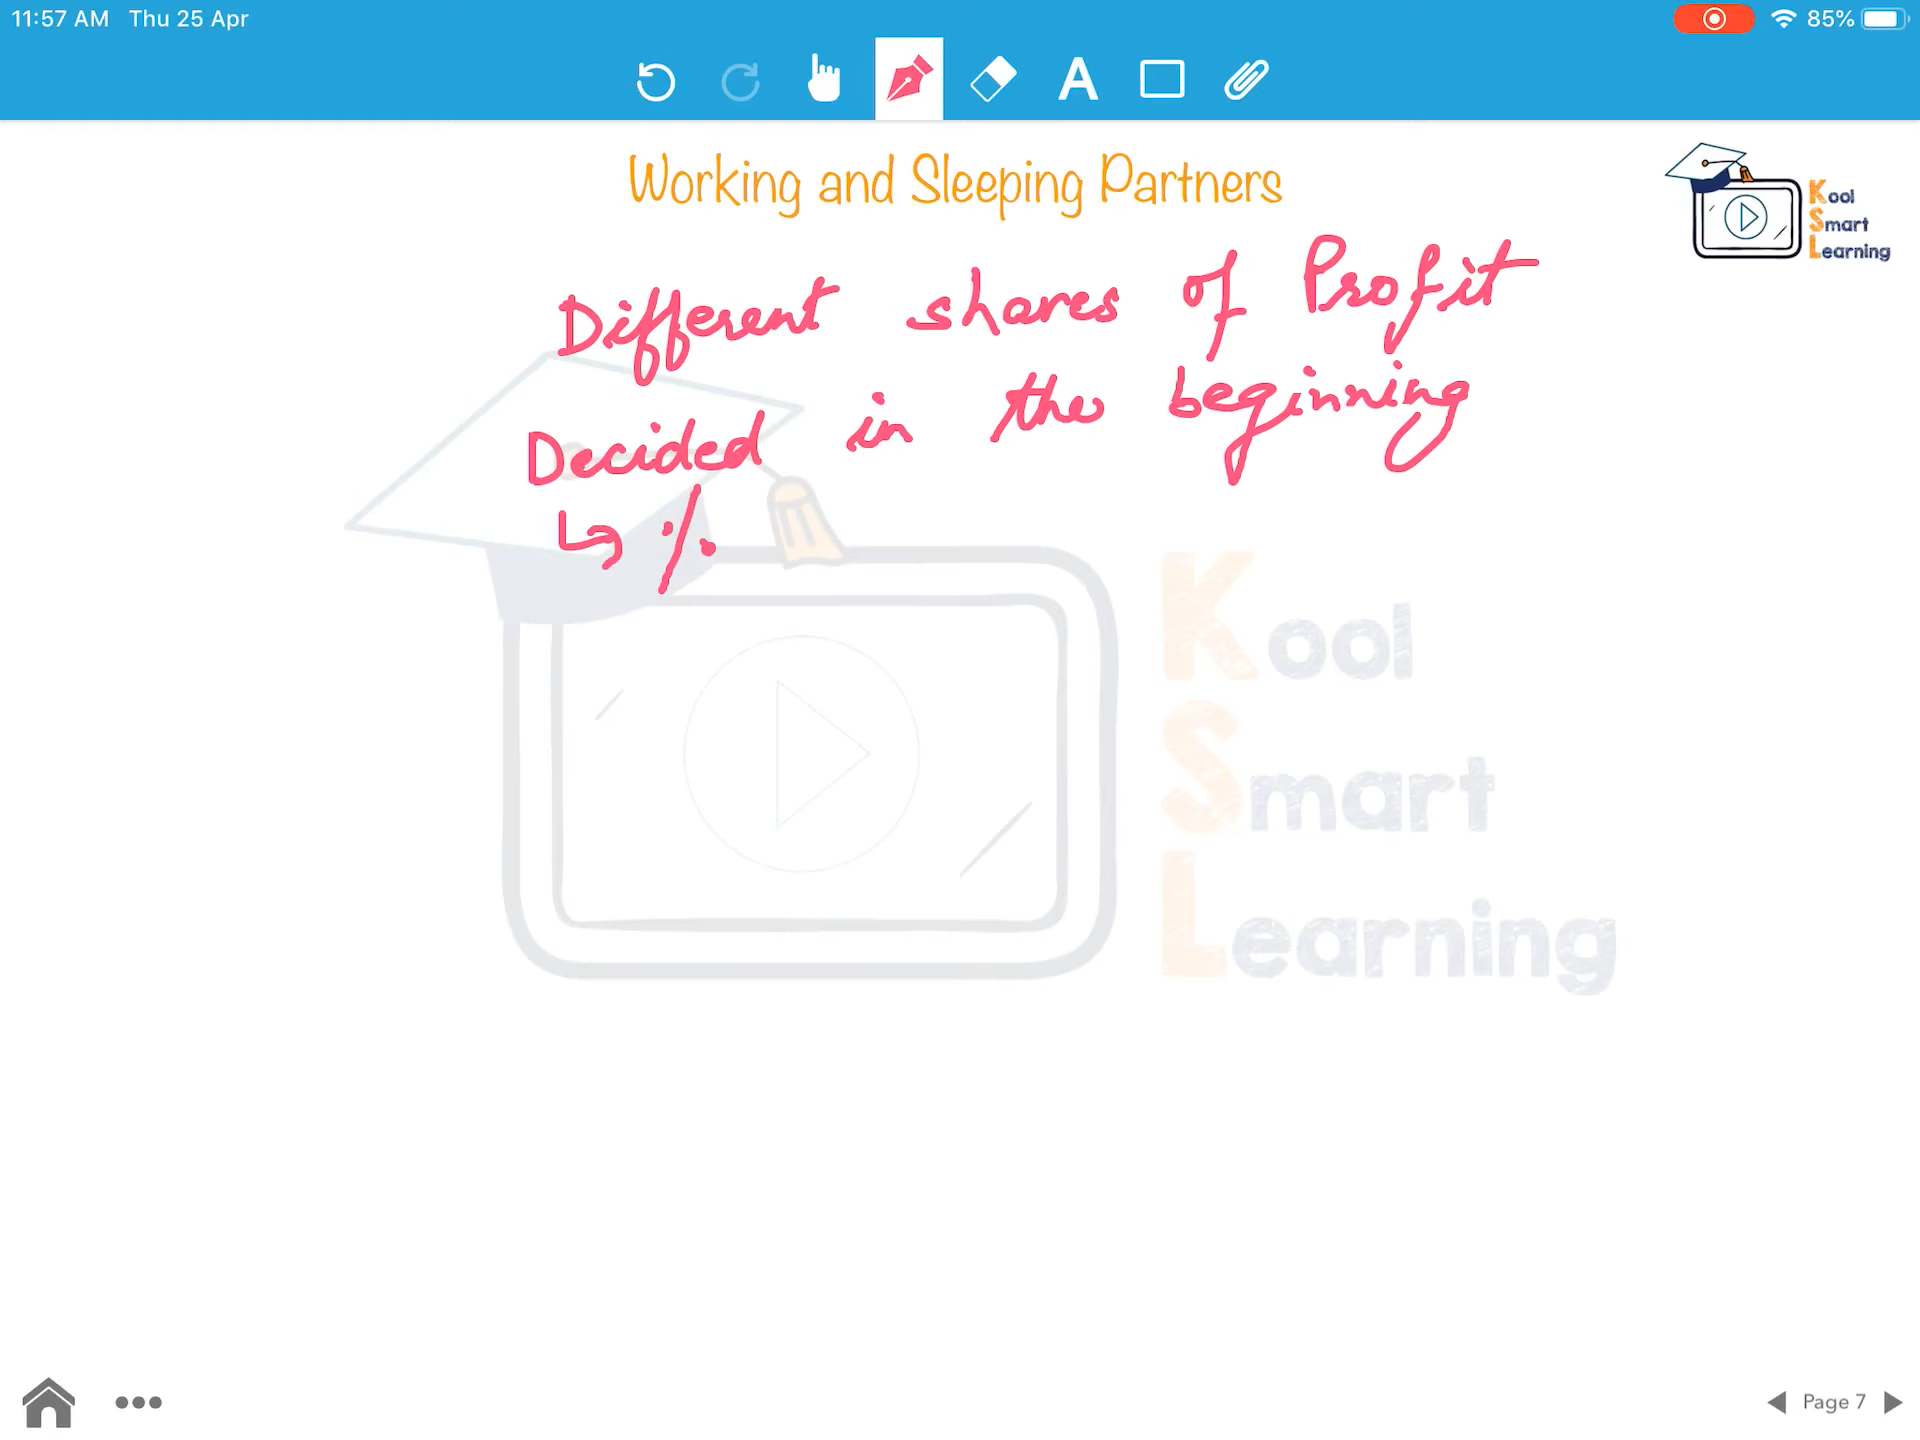 11:57 AM Thu 25 Apr
85%
A
Working and Sleeping Partners
Kool
Smart
Learning
Different shares of Profit
Decided in the beginning
↳ %
Kool
Smart
Learning
Page 7